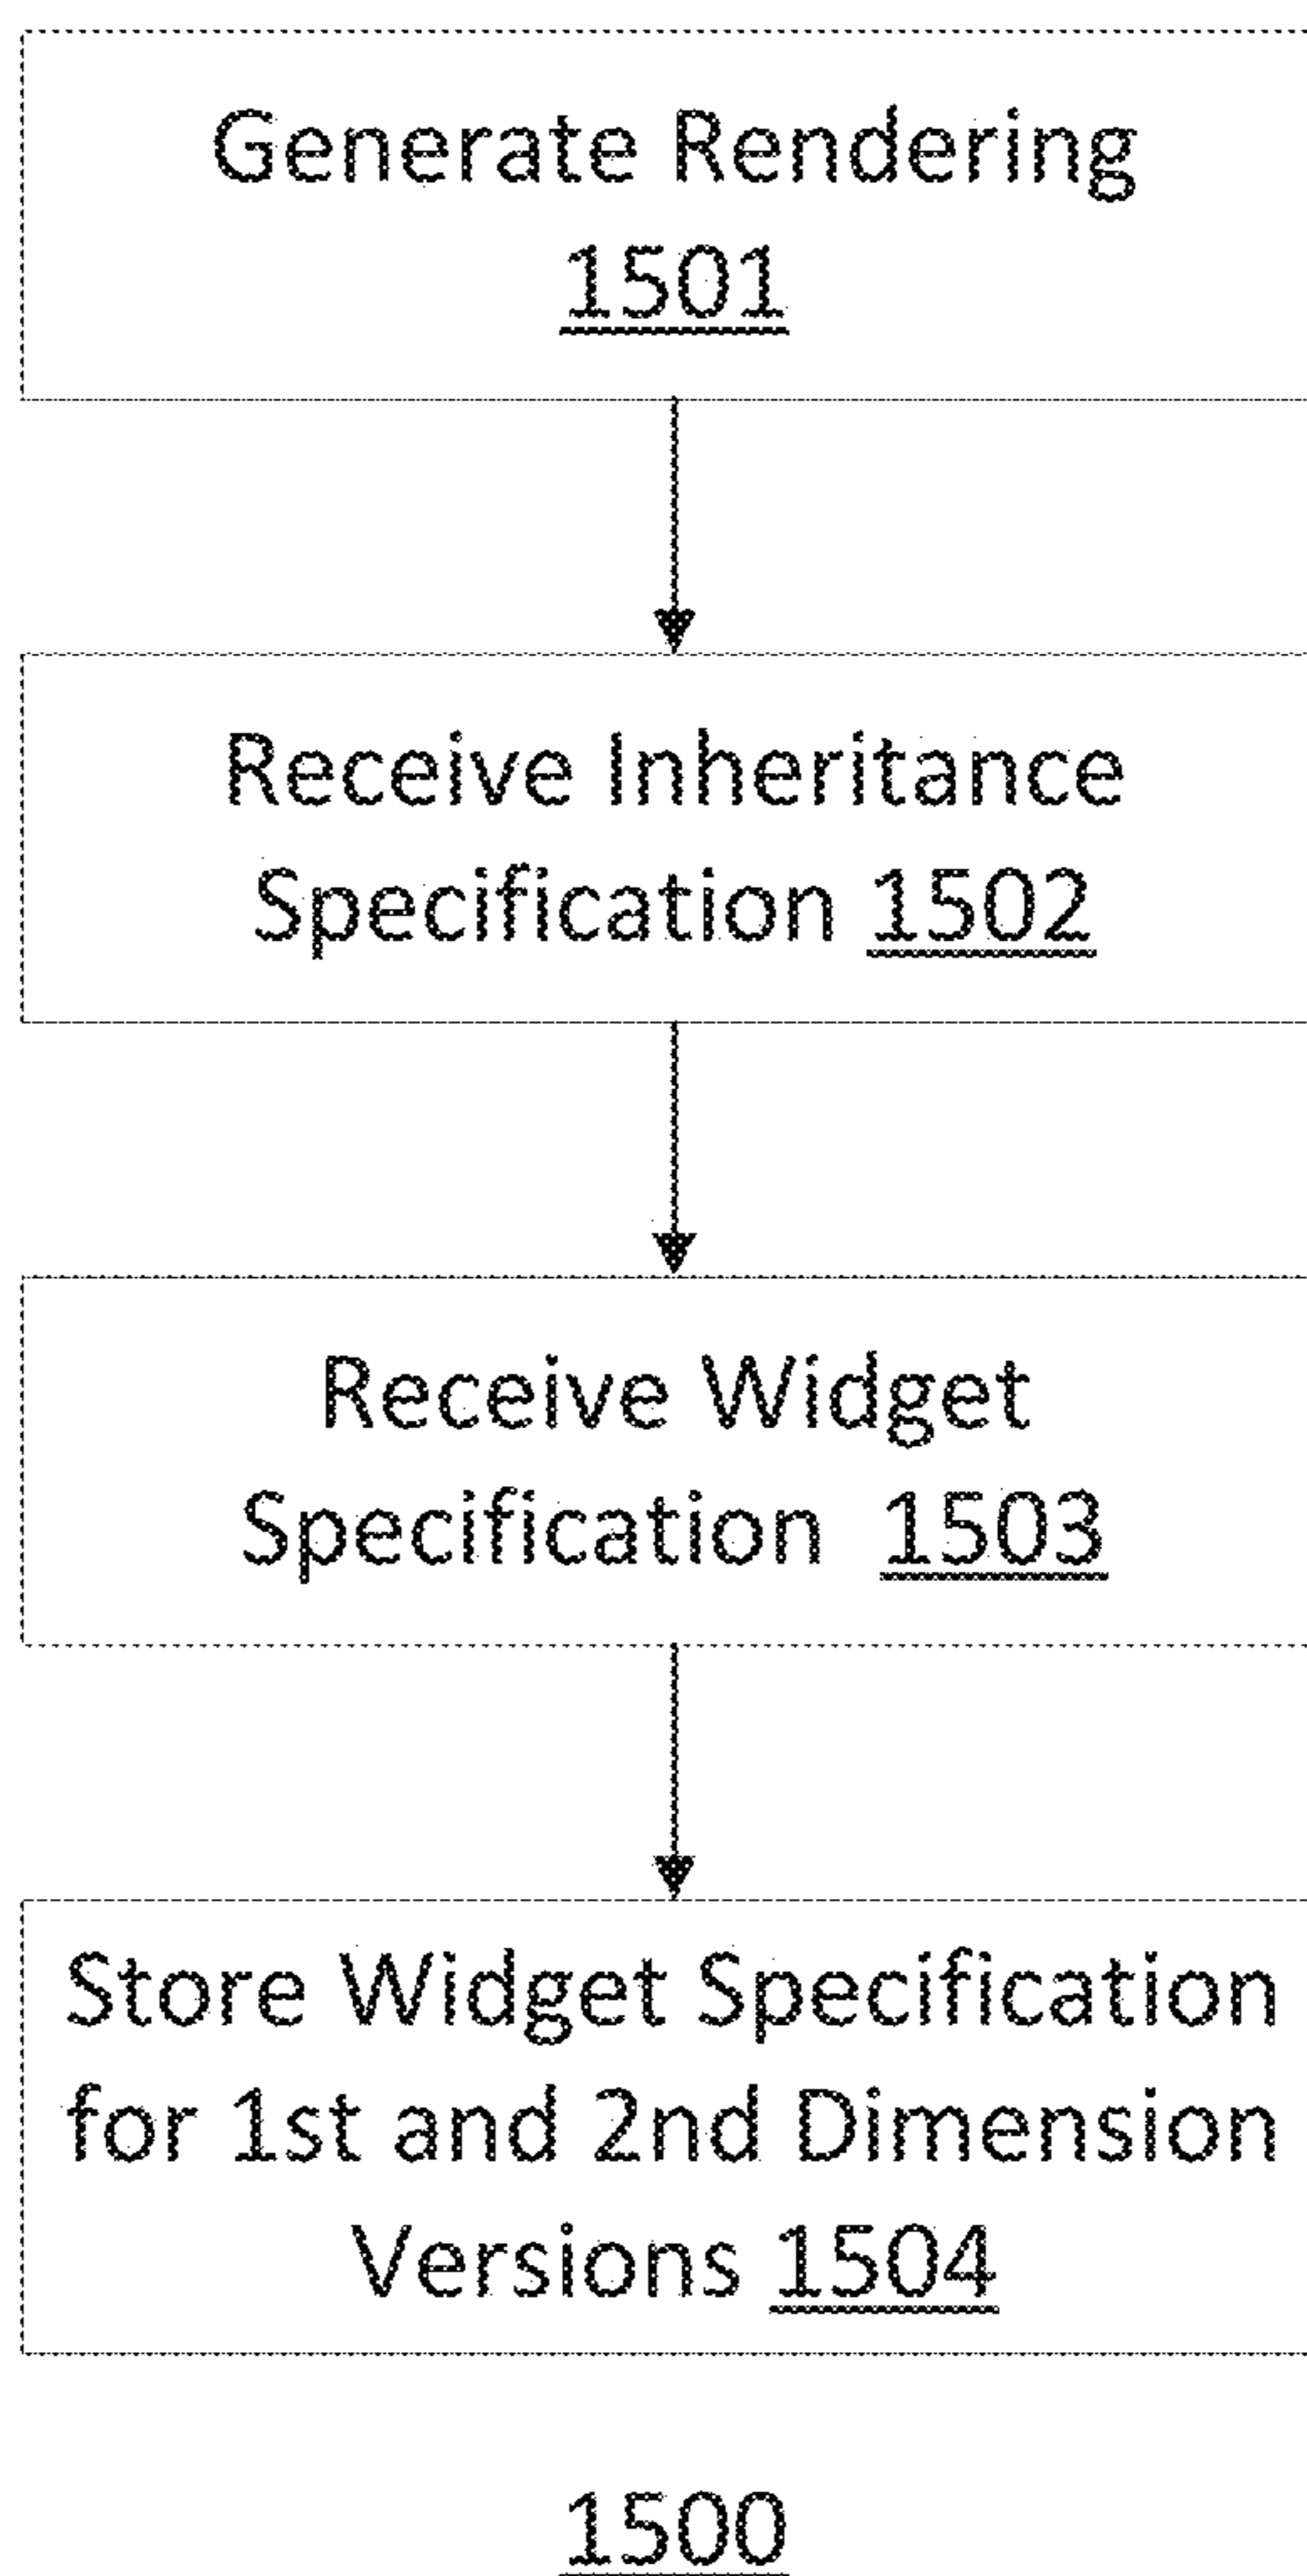 Generate Rendering
1501
Receive Inheritance
Specification 1502
Receive Widget
Specification 1503
Store Widget Specification
for 1st and 2nd Dimension
Versions 1504
1500